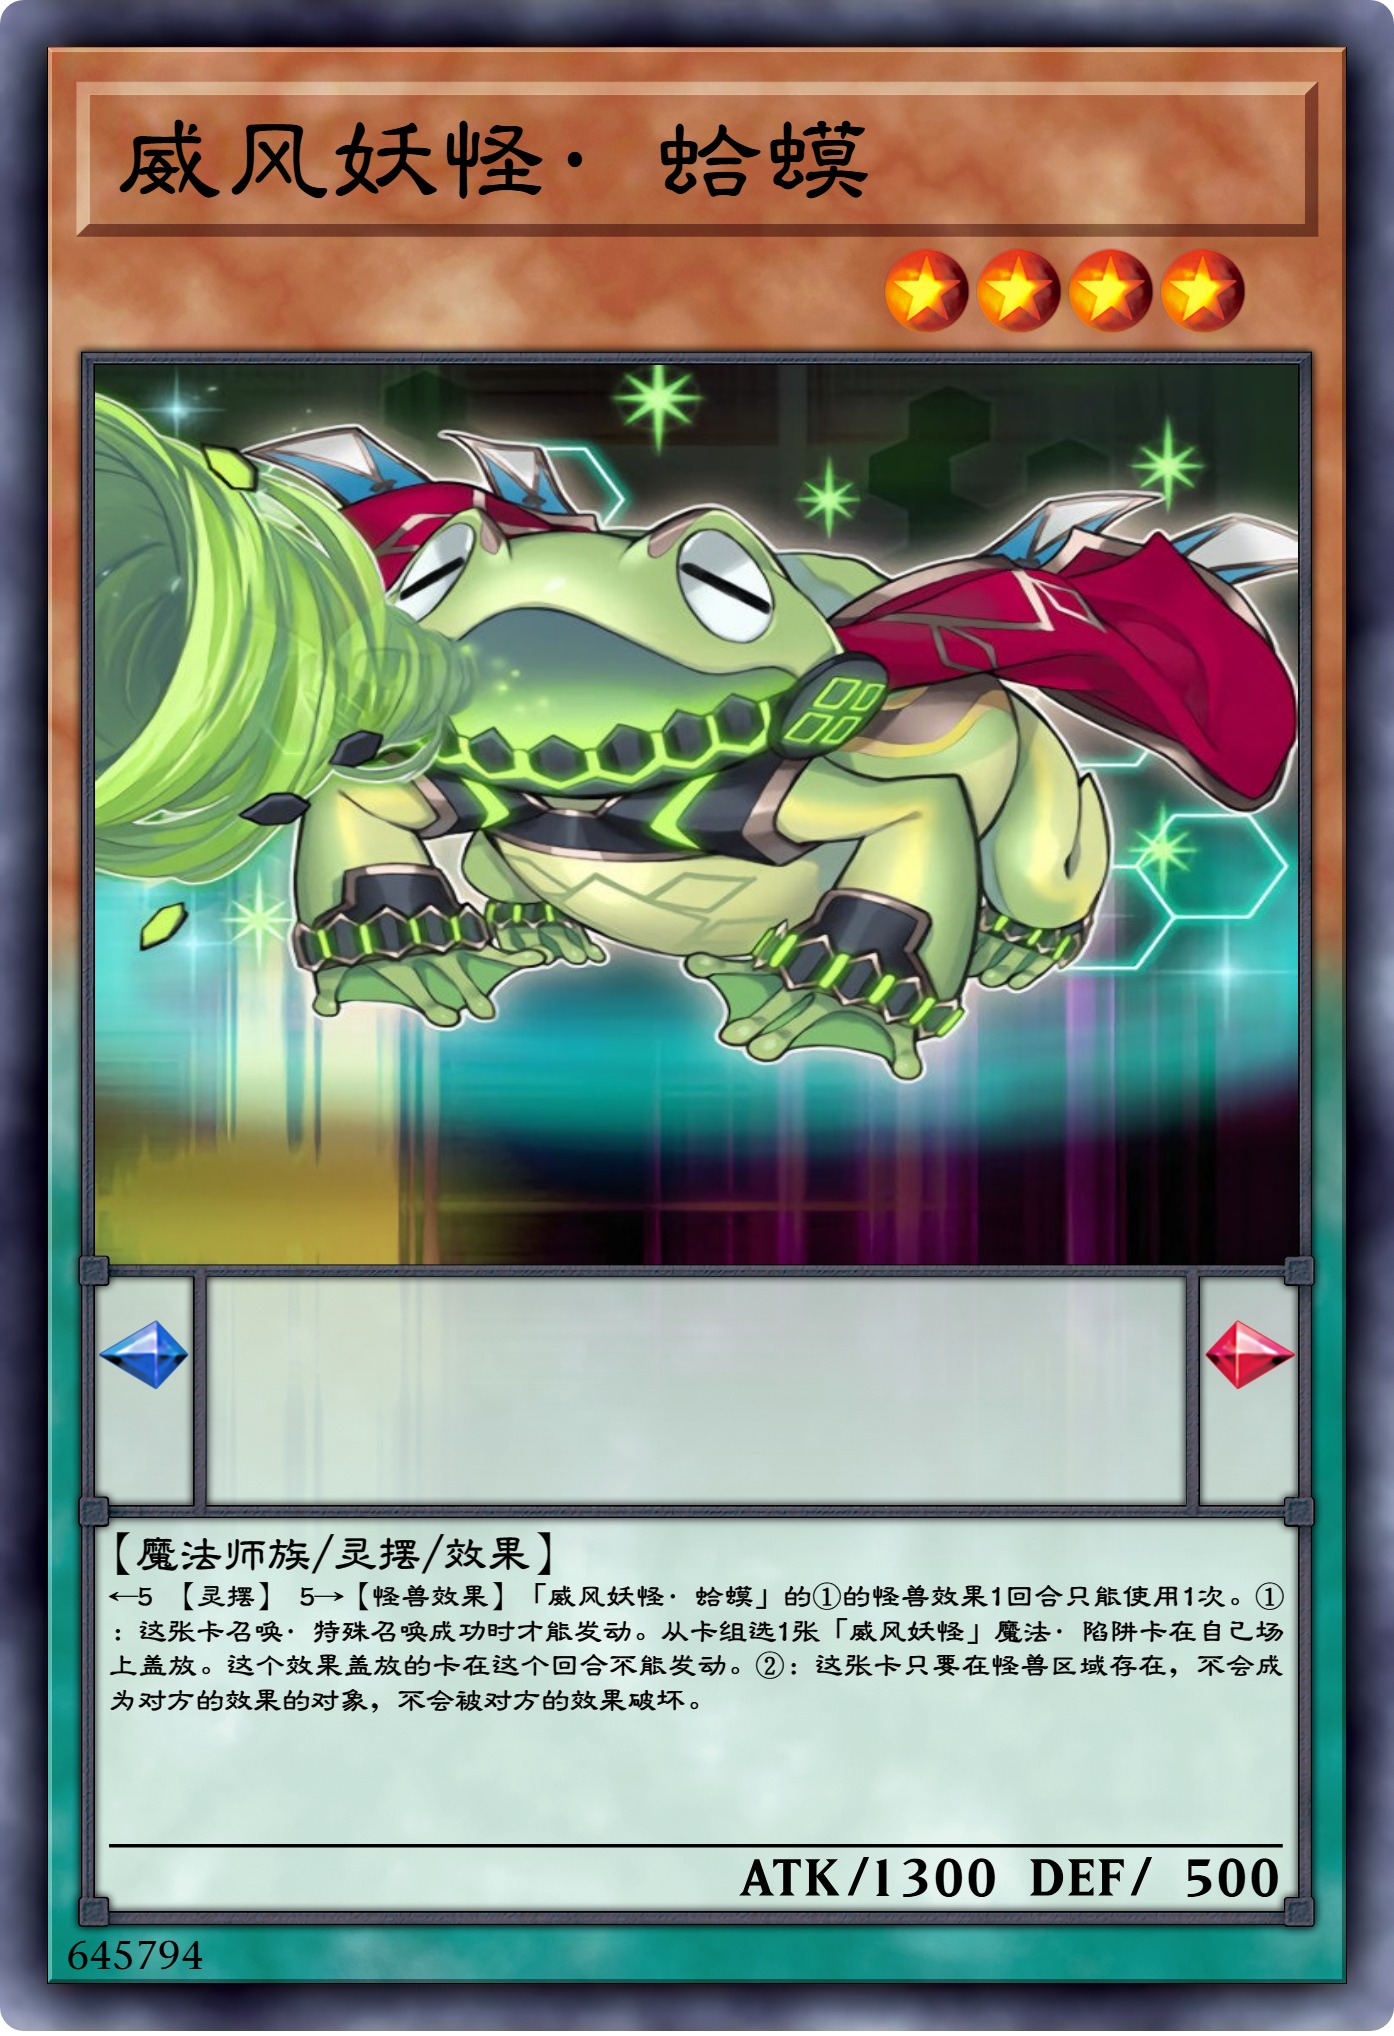 威风妖怪·蛤蟆
【魔法师族/灵摆/效果】
←5 【灵摆】 5→【怪兽效果】「威风妖怪·蛤蟆」的①的怪兽效果1回合只能使用1次。①
：这张卡召唤·特殊召唤成功时才能发动。从卡组选1张「威风妖怪」魔法·陷阱卡在自己场
上盖放。这个效果盖放的卡在这个回合不能发动。②：这张卡只要在怪兽区域存在，不会成
为对方的效果的对象，不会被对方的效果破坏。
ATK/1300 DEF/ 500
645794